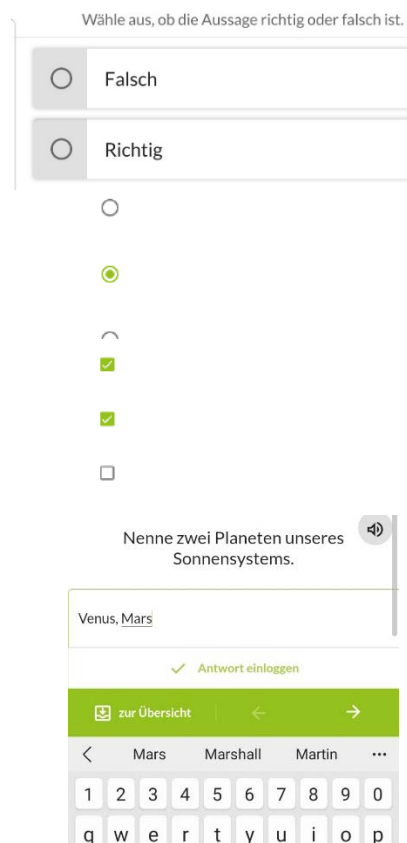 Wähle aus, ob die Aussage richtig oder falsch ist.
Falsch
Richtig
Nenne zwei Planeten unseres
Sonnensystems.
Venus, Mars
Antwort einloggen
zur Übersicht
Mars Marshall Martin
1 2 3 4 5 6 7 8 9 0
q w e r t y u i o p